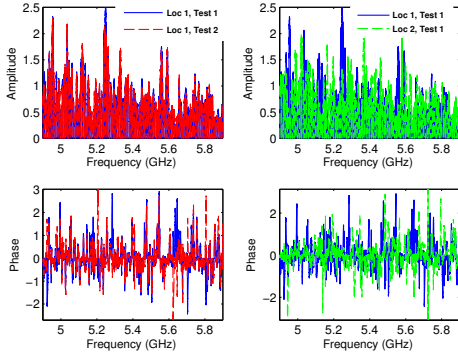 2.5
2
1.5
1
0.5
0
Amplitude
5 5.2 5.4 5.6 5.8
Frequency (GHz)
Loc 1, Test 1
Loc 1, Test 2
2.5
2
1.5
1
0.5
0
Amplitude
5 5.2 5.4 5.6 5.8
Frequency (GHz)
Loc 1, Test 1
Loc 2, Test 1
3
2
1
0
−1
−2
Phase
5 5.2 5.4 5.6 5.8
Frequency (GHz)
2
0
−2
Phase
5 5.2 5.4 5.6 5.8
Frequency (GHz)